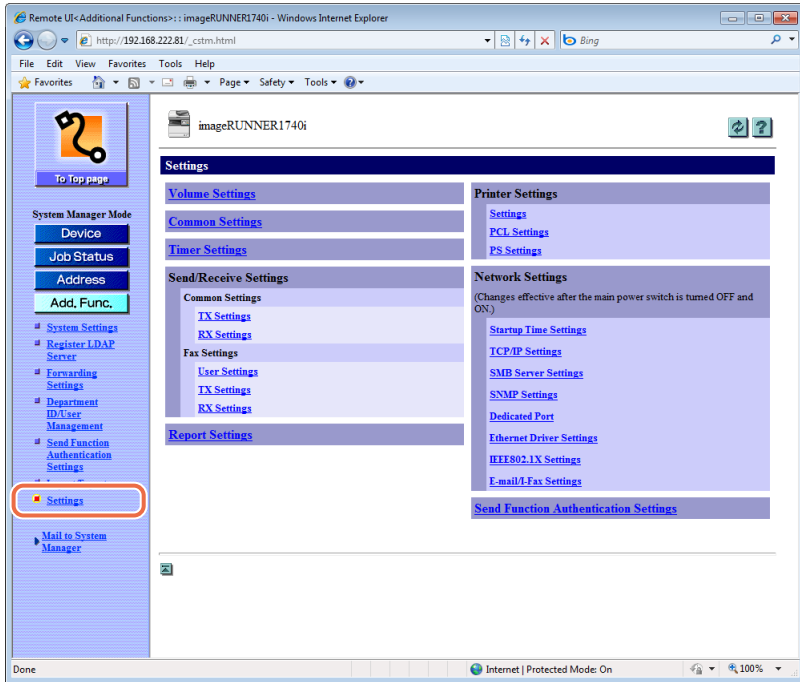 Remote UI<Additional Functions>: : imageRUNNER1740i - Windows Internet Explorer
http://192.168.222.81/_cstm.html
Bing
File Edit View Favorites Tools Help
Favorites Page Safety Tools
To Top page
imageRUNNER1740i
System Manager Mode
Device
Job Status
Address
Add. Func.
System Settings
Register LDAP
Server
Forwarding
Settings
Department
ID/User
Management
Send Function
Authentication
Settings
Settings
Mail to System
Manager
Settings
Volume Settings
Common Settings
Timer Settings
Send/Receive Settings
Common Settings
TX Settings
RX Settings
Fax Settings
User Settings
TX Settings
RX Settings
Report Settings
Printer Settings
Settings
PCL Settings
PS Settings
Network Settings
(Changes effective after the main power switch is turned OFF and
ON.)
Startup Time Settings
TCP/IP Settings
SMB Server Settings
SNMP Settings
Dedicated Port
Ethernet Driver Settings
IEEE802.1X Settings
E-mail/I-Fax Settings
Send Function Authentication Settings
Done
Internet | Protected Mode: On
100%